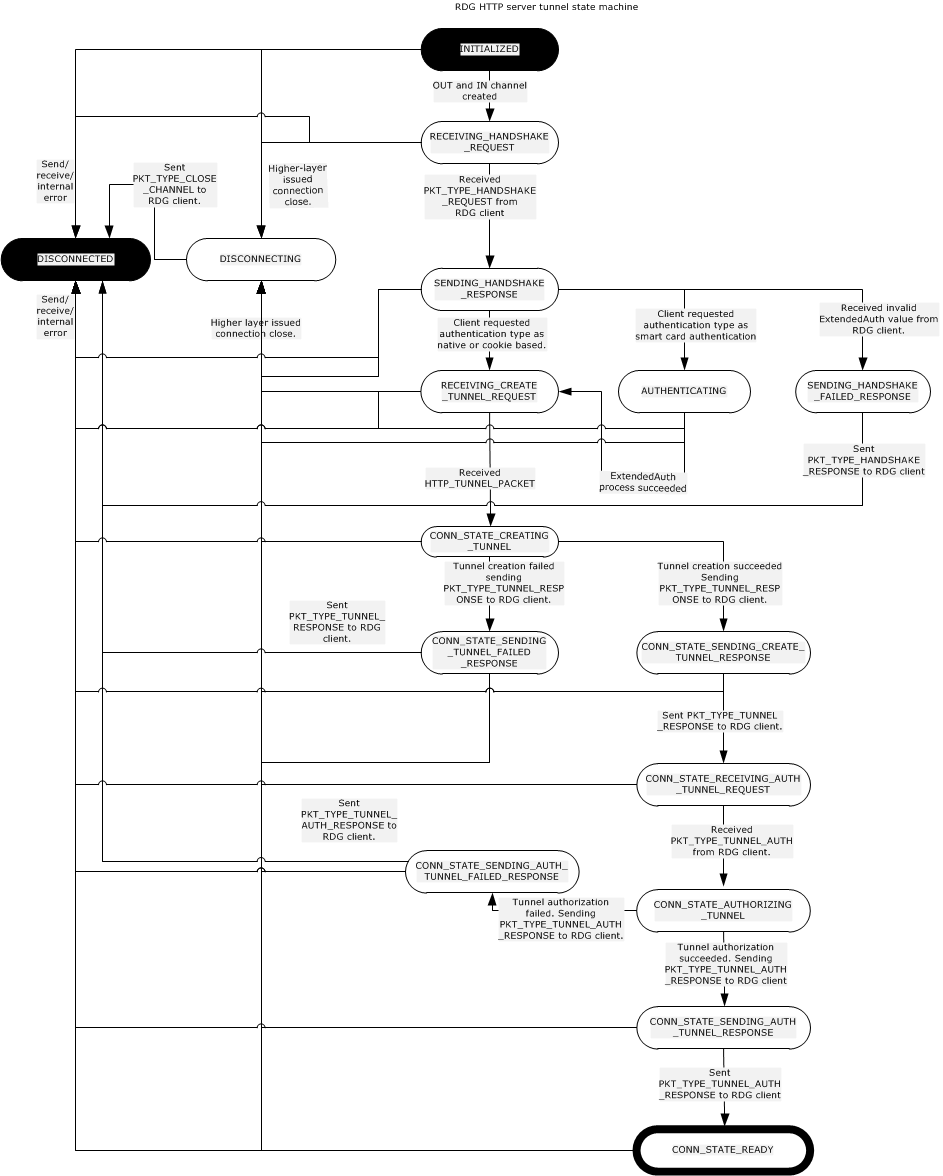 RDG HTTP server tunnel state machine
INITIALIZED
OUT and IN channel
created
RECEIVING_HANDSHAKE
_REQUEST
Send/
receive/
internal
error
Sent
PKT_TYPE_CLOSE
_CHANNEL to
RDG client.
Higher-layer
issued
connection
close.
Received
PKT_TYPE_HANDSHAKE
_REQUEST from
RDG client
DISCONNECTED
DISCONNECTING
SENDING_HANDSHAKE
_RESPONSE
Send/
receive/
internal
error
Higher layer issued
connection close.
Client requested
authentication type as
native or cookie based.
Client requested
authentication type as
smart card authentication
Received invalid
ExtendedAuth value from
RDG client.
RECEIVING_CREATE
_TUNNEL_REQUEST
AUTHENTICATING
SENDING_HANDSHAKE
_FAILED_RESPONSE
Received
HTTP_TUNNEL_PACKET
ExtendedAuth
process succeeded
Sent
PKT_TYPE_HANDSHAKE
_RESPONSE to RDG client
CONN_STATE_CREATING
_TUNNEL
Tunnel creation failed
sending
PKT_TYPE_TUNNEL_RESP
ONSE to RDG client.
Tunnel creation succeeded
Sending
PKT_TYPE_TUNNEL_RESP
ONSE to RDG client.
Sent
PKT_TYPE_TUNNEL_
RESPONSE to RDG
client.
CONN_STATE_SENDING
_TUNNEL_FAILED
_RESPONSE
CONN_STATE_SENDING_CREATE_
TUNNEL_RESPONSE
Sent PKT_TYPE_TUNNEL
_RESPONSE to RDG client.
CONN_STATE_RECEIVING_AUTH
_TUNNEL_REQUEST
Sent
PKT_TYPE_TUNNEL_
AUTH_RESPONSE to
RDG client.
Received
PKT_TYPE_TUNNEL_AUTH
from RDG client.
CONN_STATE_SENDING_AUTH_
TUNNEL_FAILED_RESPONSE
Tunnel authorization
failed. Sending
PKT_TYPE_TUNNEL_AUTH
_RESPONSE to RDG client.
CONN_STATE_AUTHORIZING
_TUNNEL
Tunnel authorization
succeeded. Sending
PKT_TYPE_TUNNEL_AUTH
_RESPONSE to RDG client
CONN_STATE_SENDING_AUTH
_TUNNEL_RESPONSE
Sent
PKT_TYPE_TUNNEL_AUTH
_RESPONSE to RDG client
CONN_STATE_READY